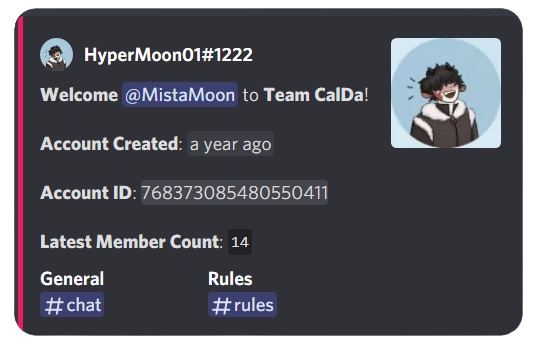 HyperMoon01#1222
Welcome @MistaMoon to Team CalDa!
Account Created: a year ago
Account ID: 768373085480550411
Latest Member Count: 14
General Rules
#chat #rules